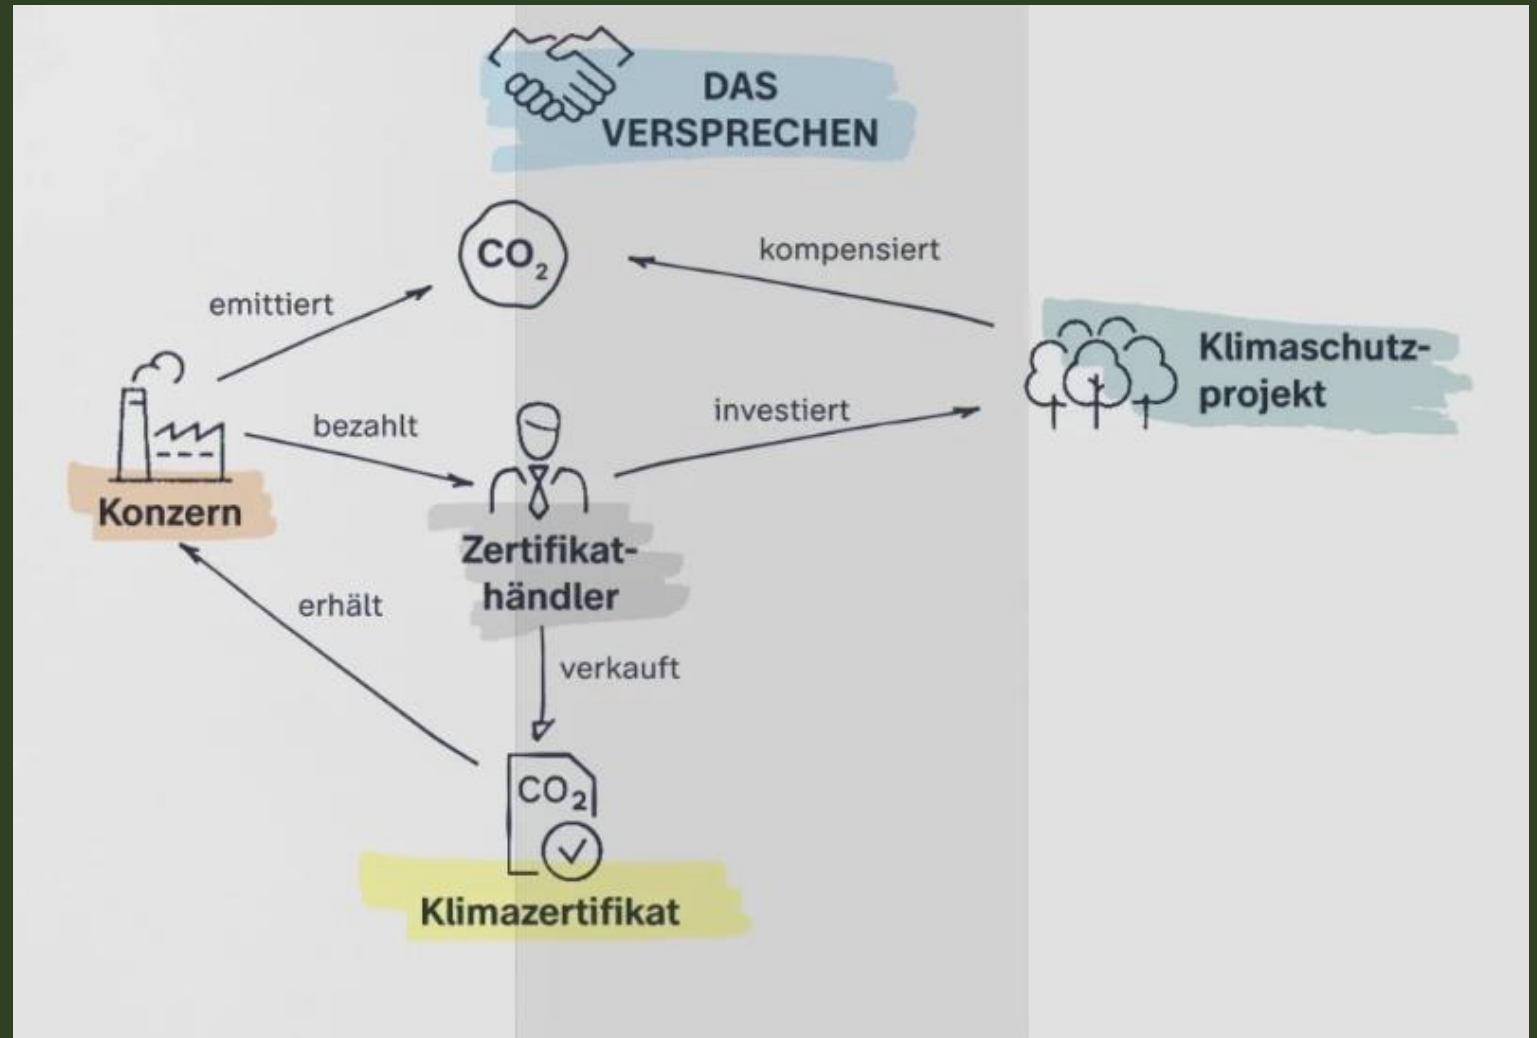 DAS
VERSPRECHEN
CO₂
kompensiert
emittiert
Klimaschutz-
projekt
bezahlt
investiert
Konzern
Zertifikat-
händler
erhält
verkauft
CO₂
Klimazertifikat